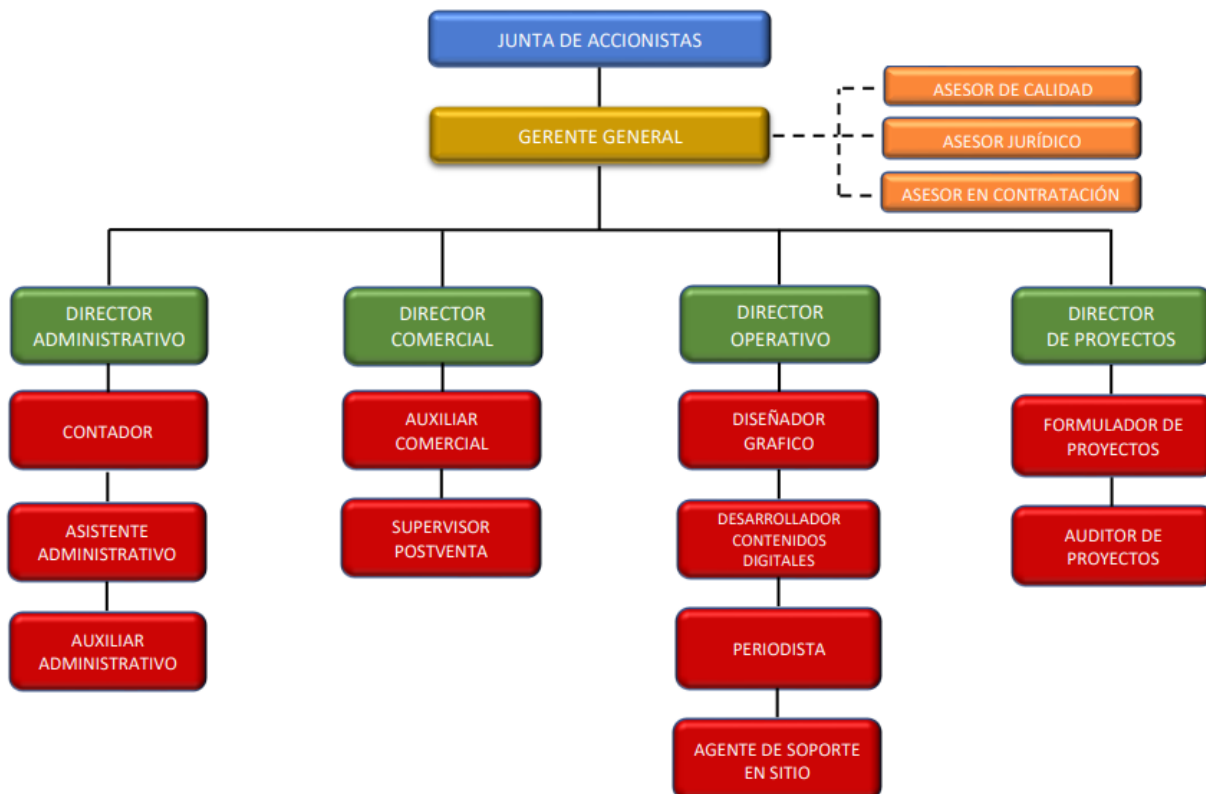 JUNTA DE ACCIONISTAS
GERENTE GENERAL
ASESOR DE CALIDAD
ASESOR JURÍDICO
ASESOR EN CONTRATACIÓN
DIRECTOR
ADMINISTRATIVO
CONTADOR
ASISTENTE
ADMINISTRATIVO
AUXILIAR
ADMINISTRATIVO
DIRECTOR
COMERCIAL
AUXILIAR
COMERCIAL
SUPERVISOR
POSTVENTA
DIRECTOR
OPERATIVO
DISEÑADOR
GRAFICO
DESARROLLADOR
CONTENIDOS
DIGITALES
PERIODISTA
AGENTE DE SOPORTE
EN SITIO
DIRECTOR
DE PROYECTOS
FORMULADOR DE
PROYECTOS
AUDITOR DE
PROYECTOS